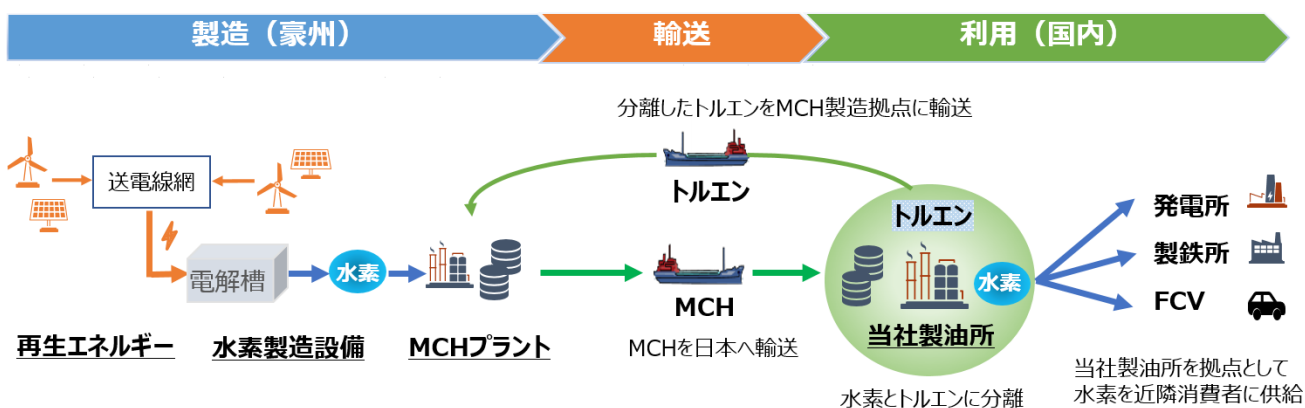 製造（豪州）
輸送
利用（国内）
分離したトルエンをMCH製造拠点に輸送
送電線網
トルエン
トルエン
電解槽
水素
水素
発電所
製鉄所
FCV
MCH
当社製油所
再生エネルギー
水素製造設備
MCHプラント
MCHを日本へ輸送
水素とトルエンに分離
当社製油所を拠点として
水素を近隣消費者に供給